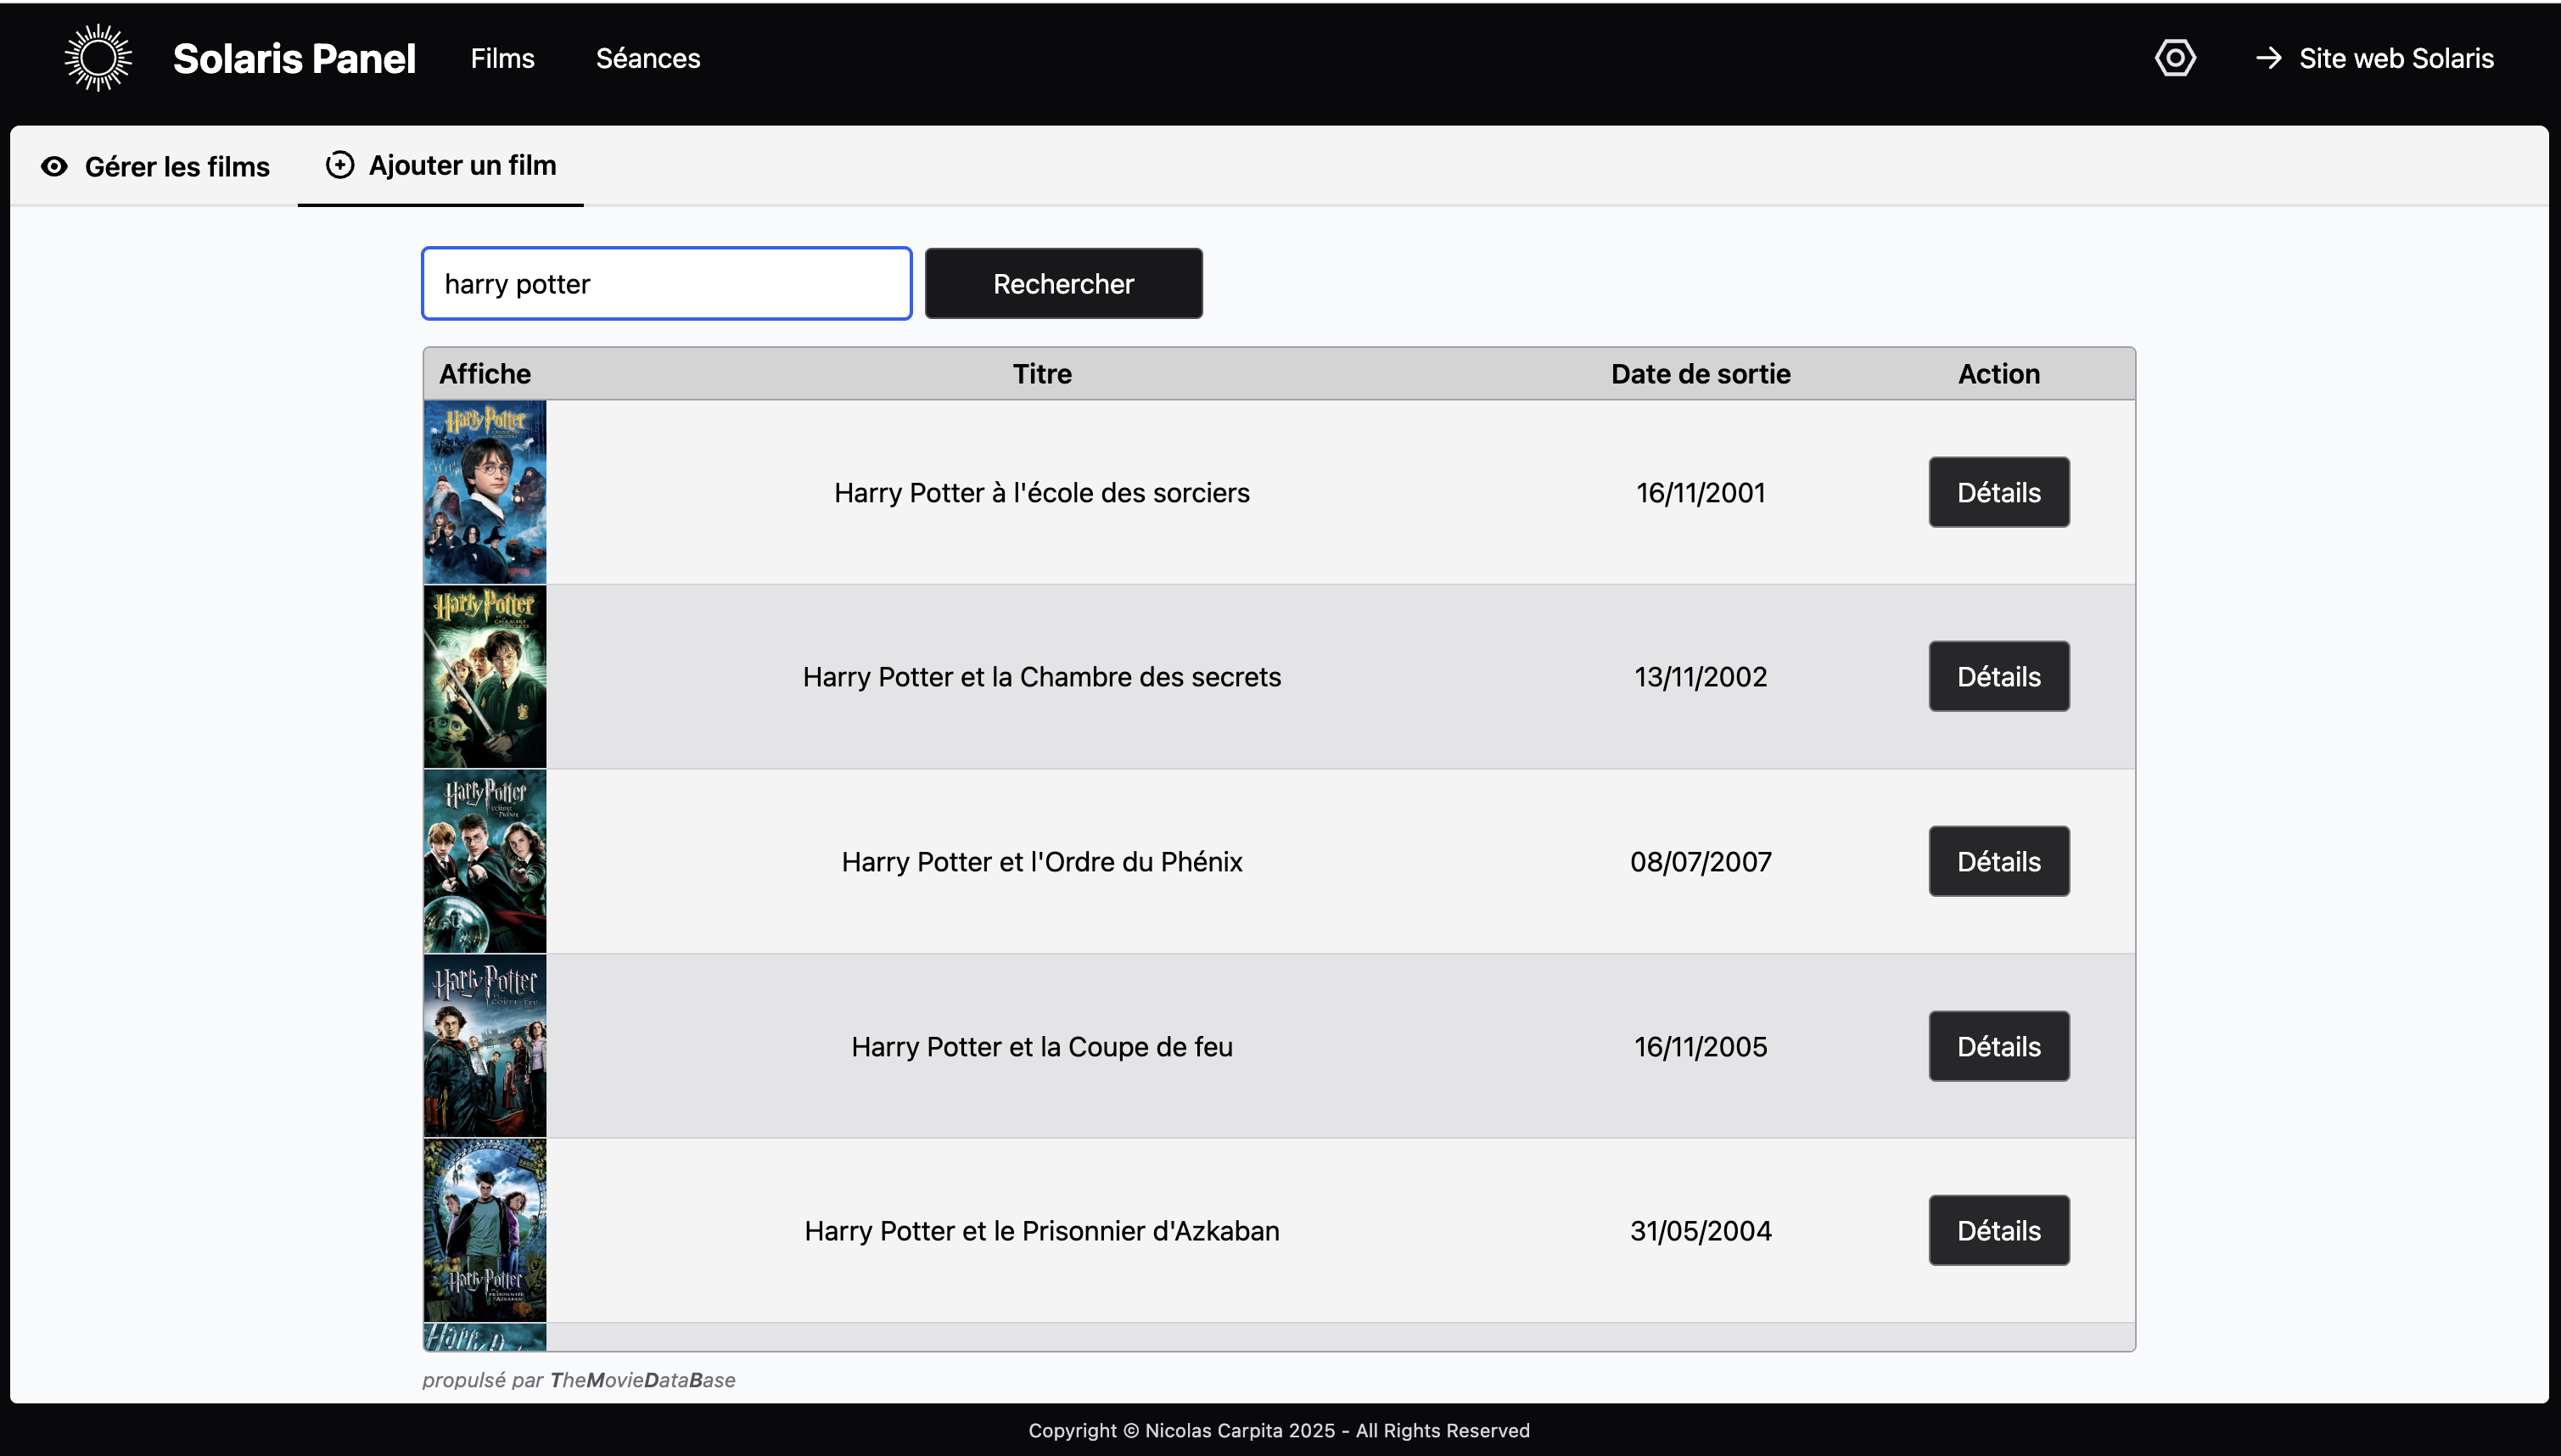 Solaris Panel Films Séances Site web Solaris
Gérer les films Ajouter un film
harry potter Rechercher
Affiche Titre Date de sortie Action
Harry Potter
Harry Potter à l'école des sorciers 16/11/2001 Détails
Harry Potter
Harry Potter et la Chambre des secrets 13/11/2002 Détails
Harry Potter
Harry Potter et l'Ordre du Phénix 08/07/2007 Détails
Harry Potter
Harry Potter et la Coupe de feu 16/11/2005 Détails
Harry Potter et le Prisonnier d'Azkaban 31/05/2004 Détails
Harry Potter
propulsé par TheMovieDataBase
Copyright © Nicolas Carpita 2025 - All Rights Reserved